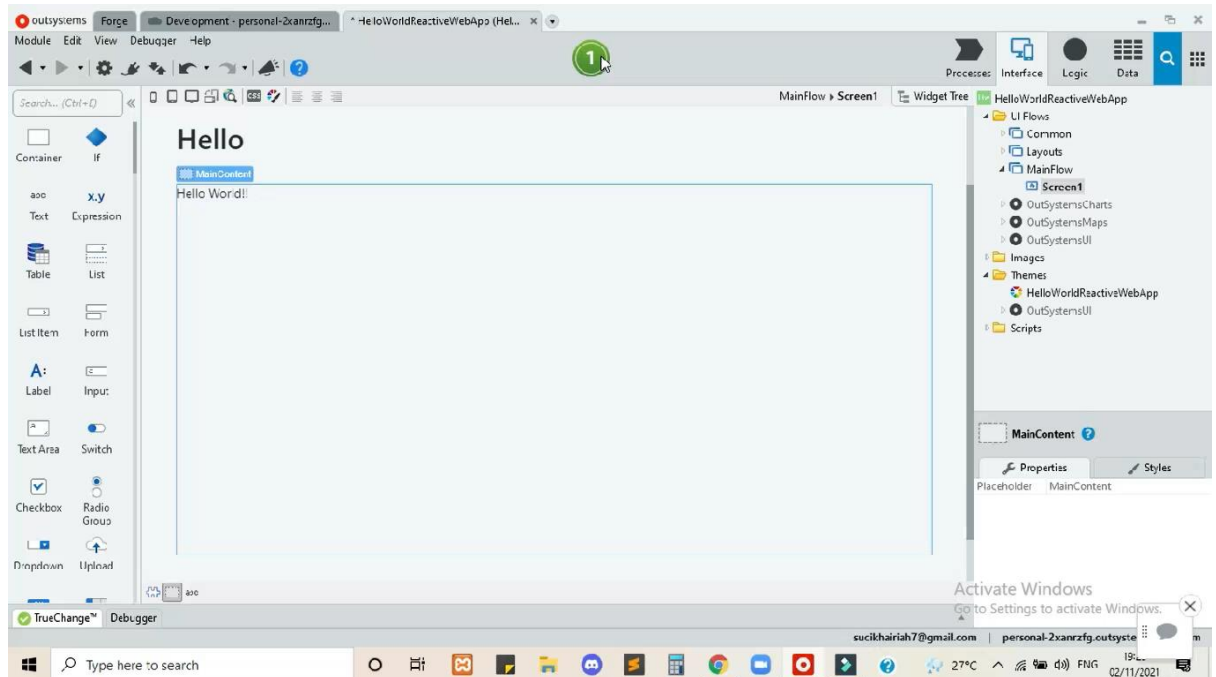 outsystems Forge Development - personal-2xanrzfg... * HelloWorldReactiveWebApp (Hel...
Module Edit View Debugger Help
1
Processes Interface Logic Data
Search... (Ctrl+L)
CSS
MainFlow Screen1 Widget Tree
Container If
Text Expression
abc x.y
Table List
List Item Form
A:
Label Input
Text Area Switch
Checkbox Radio Group
Dropdown Upload
Hello
MainContent
Hello World!!
abc
HelloWorldReactiveWebApp
UI Flows
Common
Layouts
MainFlow
Screen1
OutSystemsCharts
OutSystemsMaps
OutSystemsUI
Images
Themes
HelloWorldReactiveWebApp
OutSystemsUI
Scripts
MainContent
Properties Styles
Placeholder MainContent
Activate Windows
Go to Settings to activate Windows.
TrueChange™ Debugger
sucikhairiah7@gmail.com | personal-2xanrzfg.outsyste m
Type here to search
27°C ENG
02/11/2021